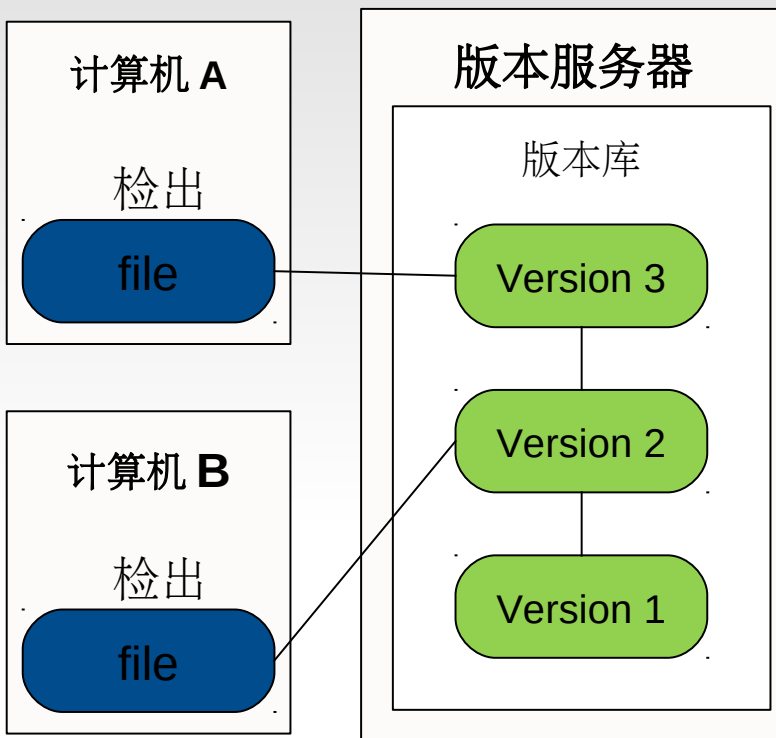 计算机 A
检出
file
计算机 B
检出
file
版本服务器
版本库
Version 3
Version 2
Version 1